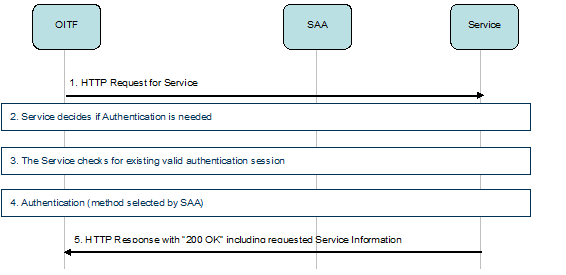 OITF
SAA
Service
1. HTTP Request for Service
2. Service decides if Authentication is needed
3. The Service checks for existing valid authentication session
4. Authentication (method selected by SAA)
5. HTTP Response with "200 OK" including requested Service Information